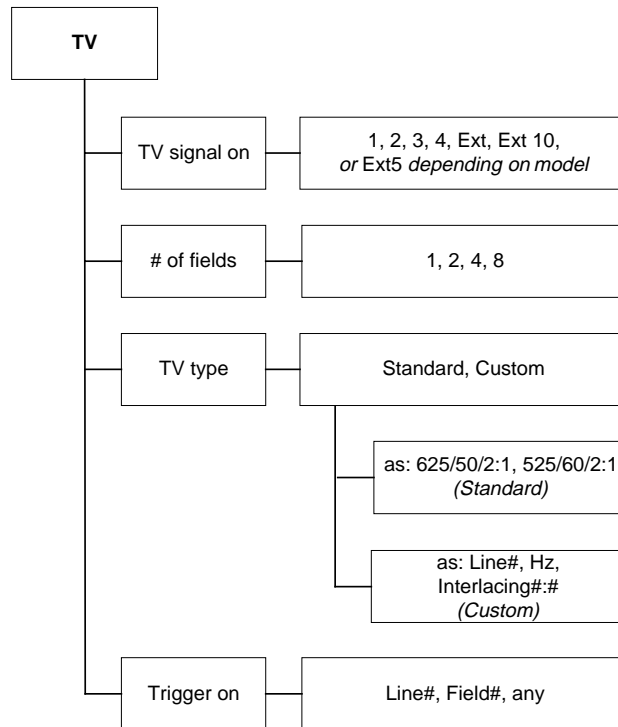 TV
TV signal on
1, 2, 3, 4, Ext, Ext 10,
or Ext5 depending on model
# of fields
1, 2, 4, 8
TV type
Standard, Custom
as: 625/50/2:1, 525/60/2:1
(Standard)
as: Line#, Hz,
Interlacing#:#
(Custom)
Trigger on
Line#, Field#, any